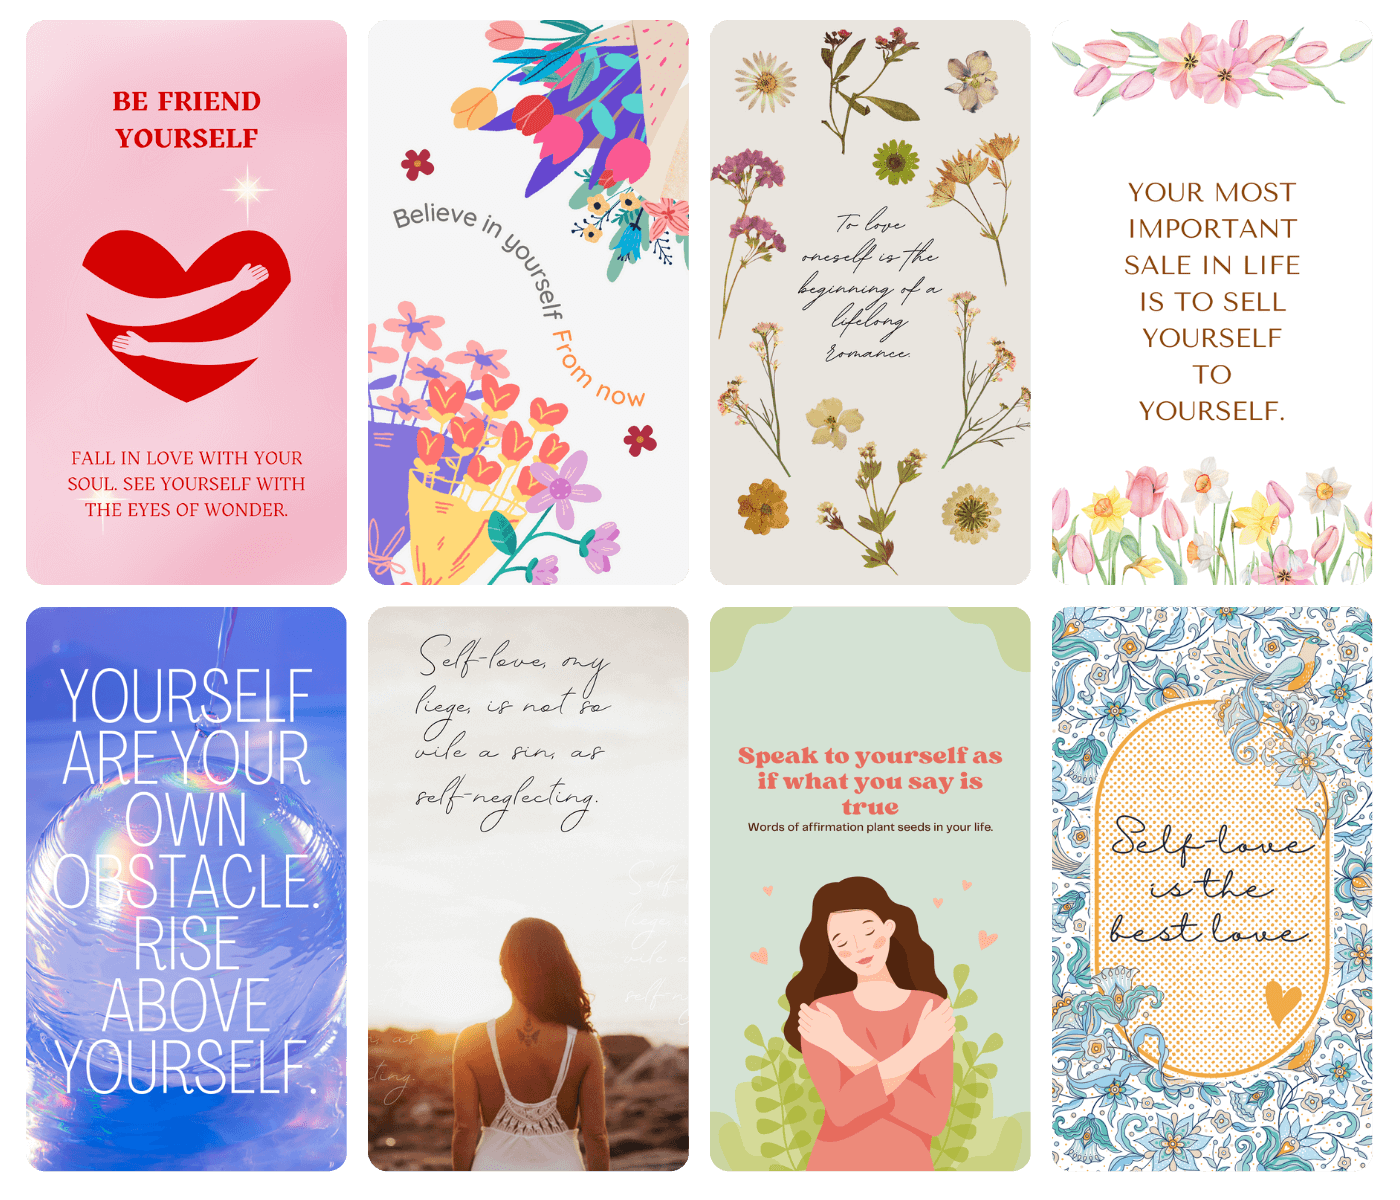 BE FRIEND
YOURSELF
FALL IN LOVE WITH YOUR
SOUL. SEE YOURSELF WITH
THE EYES OF WONDER.
Believe in yourself From now
To love
oneself is the
beginning of a
lifelong
romance.
YOUR MOST
IMPORTANT
SALE IN LIFE
IS TO SELL
YOURSELF
TO
YOURSELF.
YOURSELF
ARE YOUR
OWN
OBSTACLE.
RISE
ABOVE
YOURSELF.
Self-love, my
liege, is not so
vile a sin, as
self-neglecting.
Speak to yourself as
if what you say is
true
Words of affirmation plant seeds in your life.
Self-love
is the
best love.